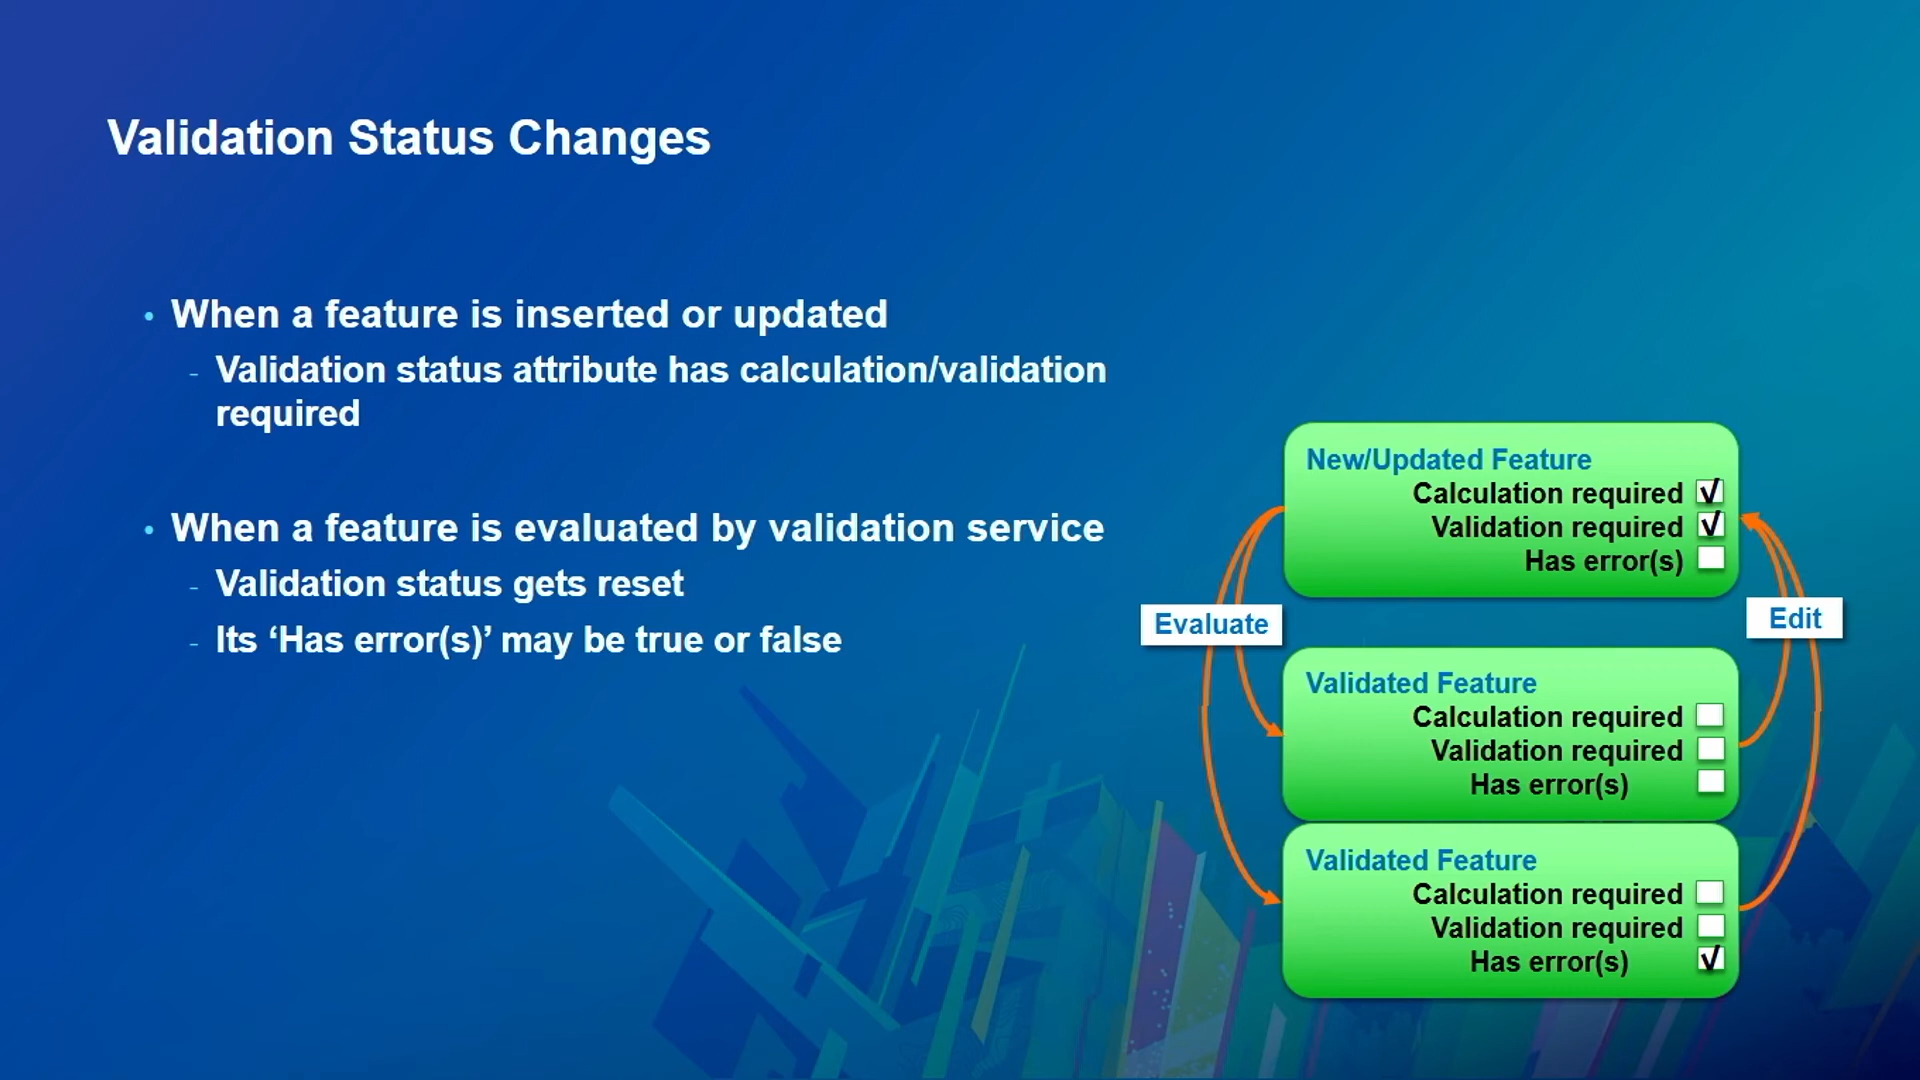 Validation Status Changes
• When a feature is inserted or updated
- Validation status attribute has calculation/validation
required
• When a feature is evaluated by validation service
- Validation status gets reset
- Its ‘Has error(s)’ may be true or false
New/Updated Feature
Calculation required √
Validation required √
Has error(s)
Evaluate
Edit
Validated Feature
Calculation required
Validation required
Has error(s)
Validated Feature
Calculation required
Validation required
Has error(s) √